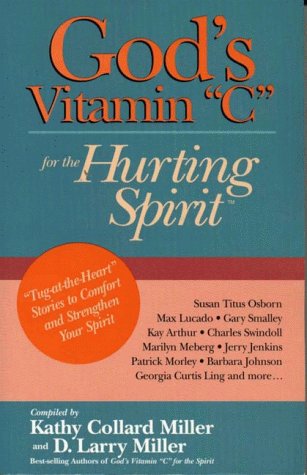 God's
Vitamin "C"
for the Hurting
Spirit™
"Tug-at-the-Heart"
Stories to Comfort
and Strengthen
Your Spirit
Susan Titus Osborn
Max Lucado • Gary Smalley
Kay Arthur • Charles Swindoll
Marilyn Meberg • Jerry Jenkins
Patrick Morley • Barbara Johnson
Georgia Curtis Ling and more...
Compiled by
Kathy Collard Miller
and D. Larry Miller
Best-selling Authors of God's Vitamin "C" for the Spirit